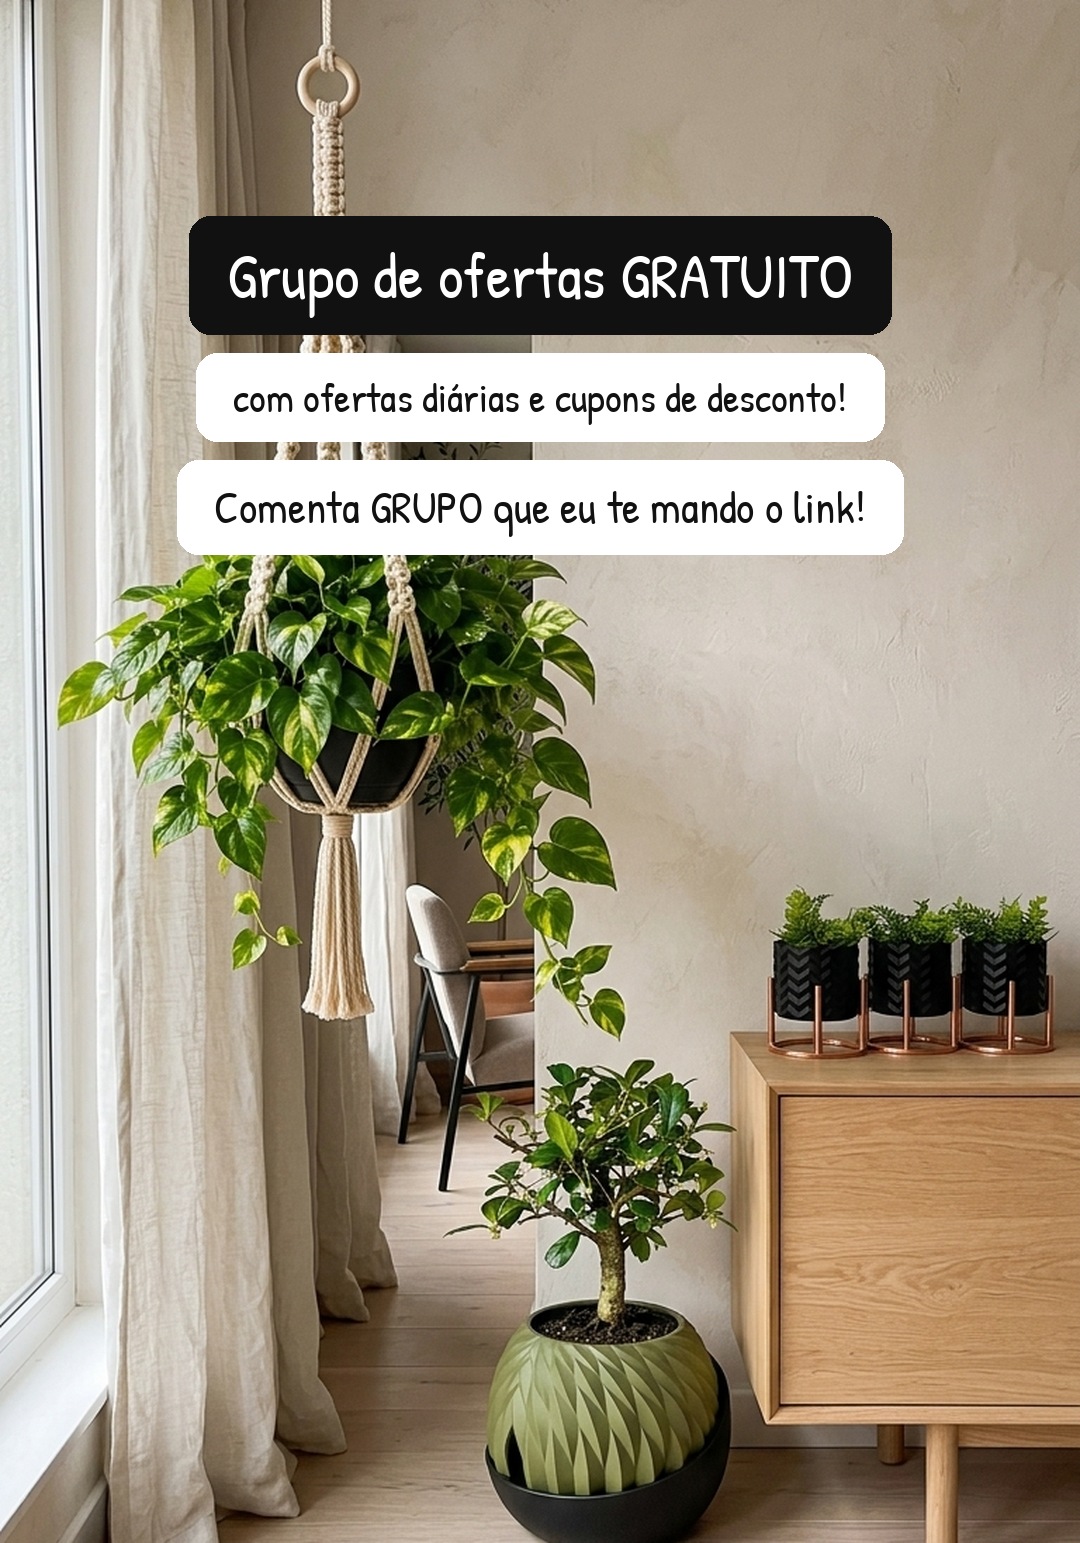 Grupo de ofertas GRATUITO
com ofertas diárias e cupons de desconto!
Comenta GRUPO que eu te mando o link!